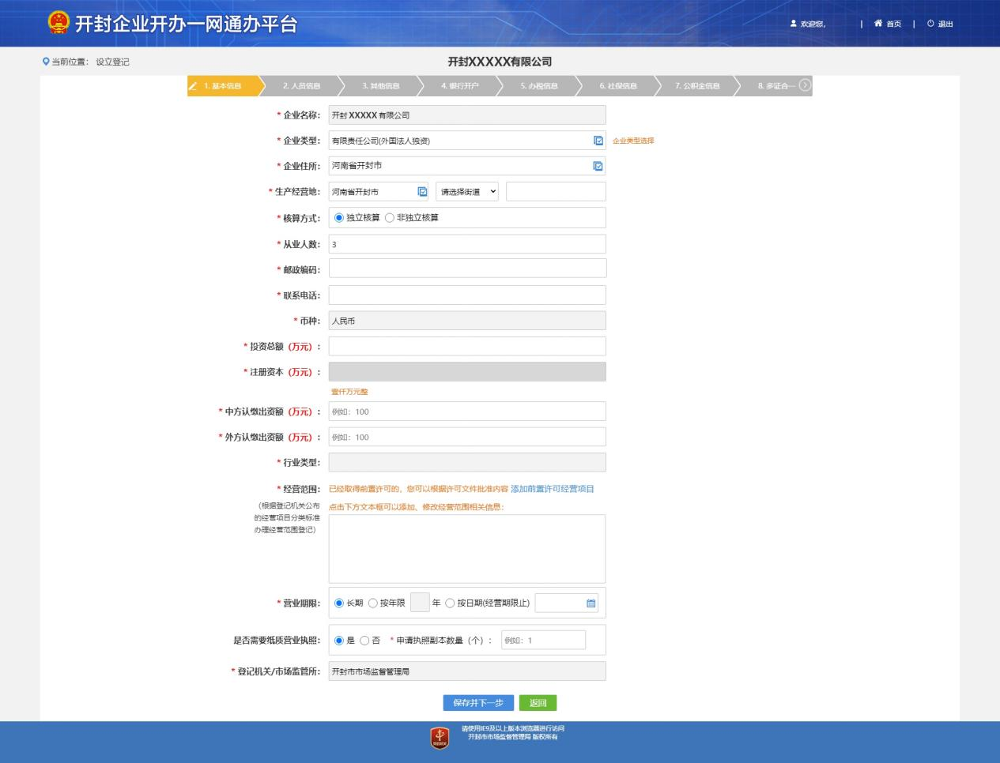 开封企业开办一网通办平台
欢迎您,
|
首页
|
退出
当前位置： 设立登记
开封XXXXX有限公司
1. 基本信息
2. 人员信息
3. 其他信息
4. 银行开户
5. 办税信息
6. 社保信息
7. 公积金信息
8. 多证合一
* 企业名称： 开封 XXXXX 有限公司
* 企业类型： 有限责任公司(外国法人独资) 企业类型选择
* 企业住所： 河南省开封市
* 生产经营地： 河南省开封市 请选择街道
* 核算方式： 独立核算 非独立核算
* 从业人数： 3
* 邮政编码：
* 联系电话：
* 币种： 人民币
* 投资总额（万元）：
* 注册资本（万元）：
壹仟万元整
* 中方认缴出资额（万元）： 例如：100
* 外方认缴出资额（万元）： 例如：100
* 行业类型：
* 经营范围： 已经取得前置许可的，您可以根据许可文件批准内容 添加前置许可经营项目
（根据登记机关公布的经营项目分类标准办理经营范围登记）
点击下方文本框可以添加、修改经营范围相关信息：
* 营业期限： 长期 按年限 年 按日期(经营期限止)
是否需要纸质营业执照： 是 否 * 申请执照副本数量（个）： 例如：1
* 登记机关/市场监管所： 开封市市场监督管理局
保存并下一步 返回
请使用IE9及以上版本浏览器进行访问
开封市市场监督管理局 版权所有